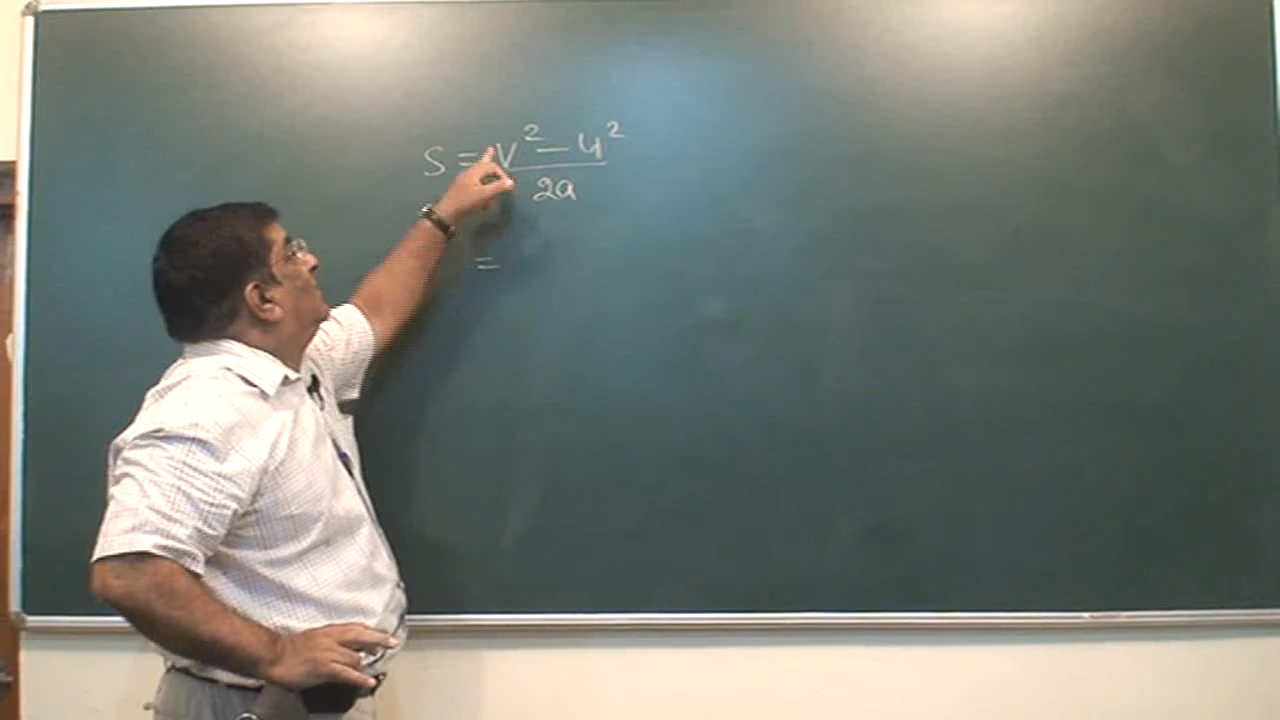 S = V² - u²
2a
=